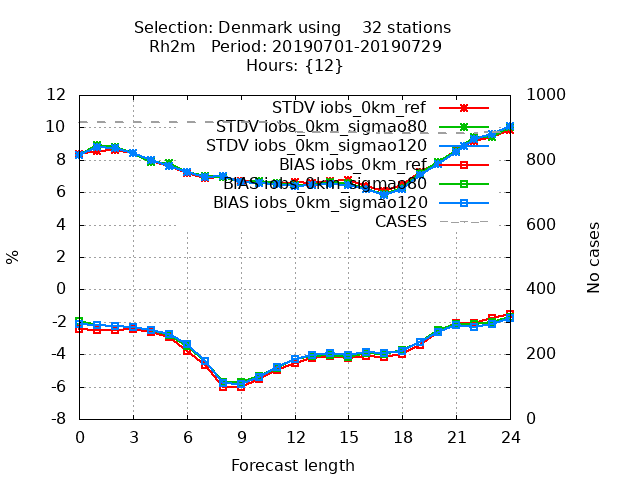 Selection: Denmark using    32 stations
Rh2m   Period: 20190701-20190729
Hours: {12}
STDV iobs_0km_ref
STDV iobs_0km_sigmao80
STDV iobs_0km_sigmao120
BIAS iobs_0km_ref
BIAS iobs_0km_sigmao80
BIAS iobs_0km_sigmao120
CASES
12
10
8
6
4
2
0
-2
-4
-6
-8
%
1000
800
600
400
200
0
No cases
0 3 6 9 12 15 18 21 24
Forecast length